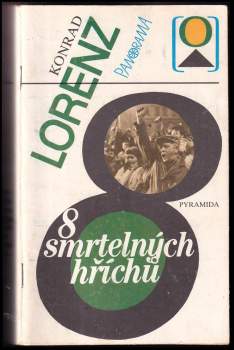 KONRAD
LORENZ
PANORAMA
PYRAMIDA
8
smrtelných
hříchů